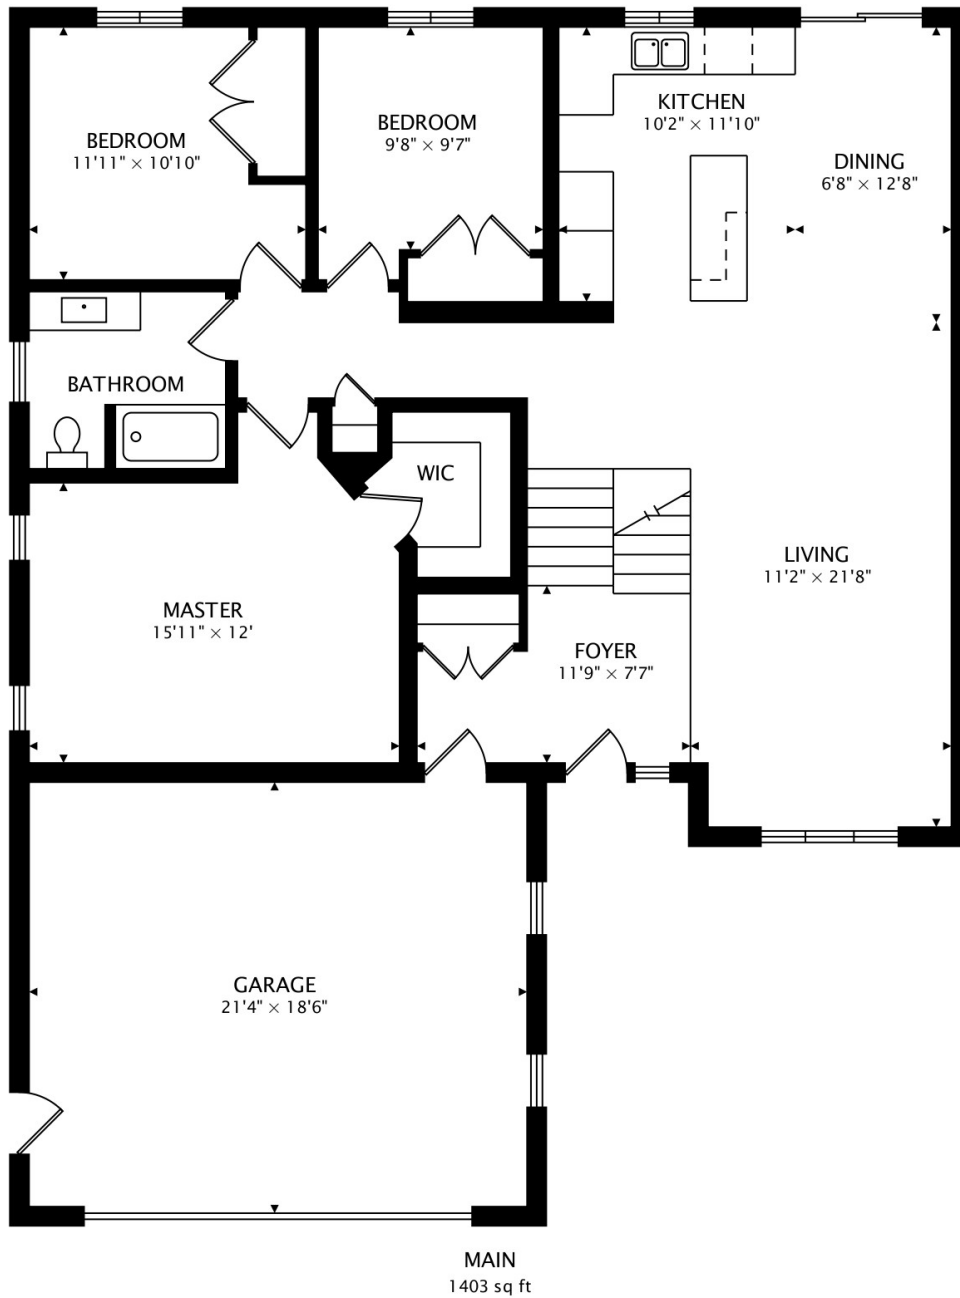 BEDROOM
11'11" × 10'10"
BEDROOM
9'8" × 9'7"
KITCHEN
10'2" × 11'10"
DINING
6'8" × 12'8"
BATHROOM
WIC
LIVING
11'2" × 21'8"
MASTER
15'11" × 12'
FOYER
11'9" × 7'7"
GARAGE
21'4" × 18'6"
MAIN
1403 sq ft